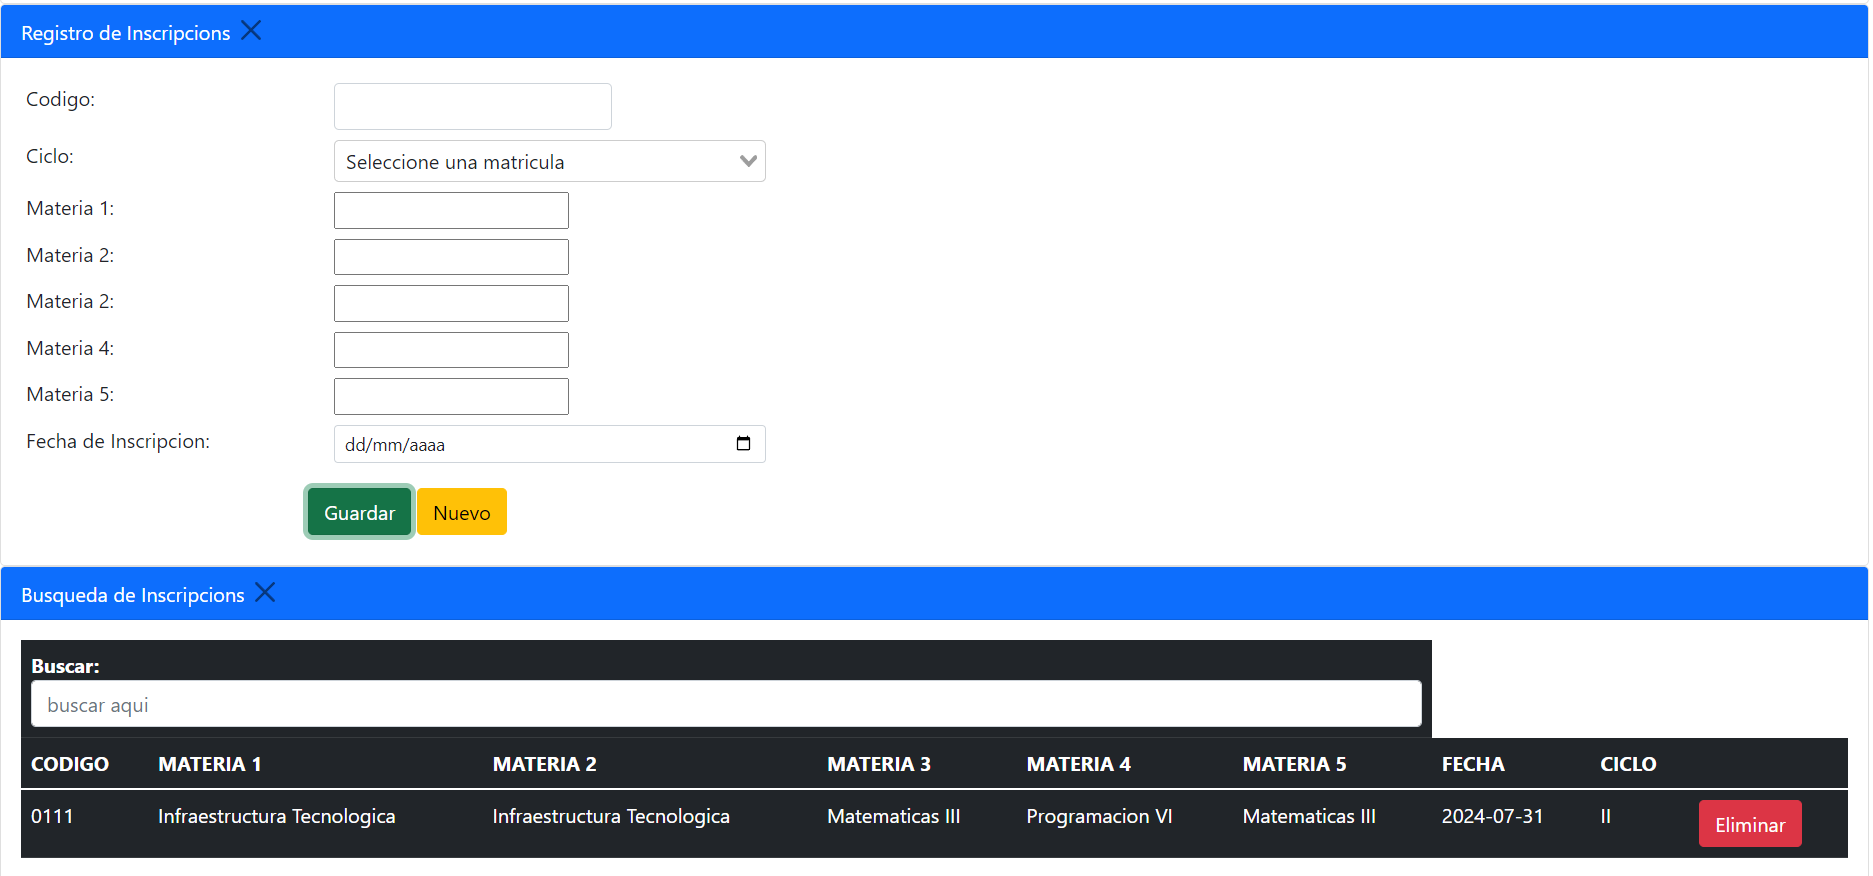 Registro de Inscripcions
Codigo:
Ciclo: Seleccione una matricula
Materia 1:
Materia 2:
Materia 2:
Materia 4:
Materia 5:
Fecha de Inscripcion: dd/mm/aaaa
Guardar Nuevo
Busqueda de Inscripcions
Buscar:
buscar aqui
CODIGO MATERIA 1 MATERIA 2 MATERIA 3 MATERIA 4 MATERIA 5 FECHA CICLO
0111 Infraestructura Tecnologica Infraestructura Tecnologica Matematicas III Programacion VI Matematicas III 2024-07-31 II Eliminar